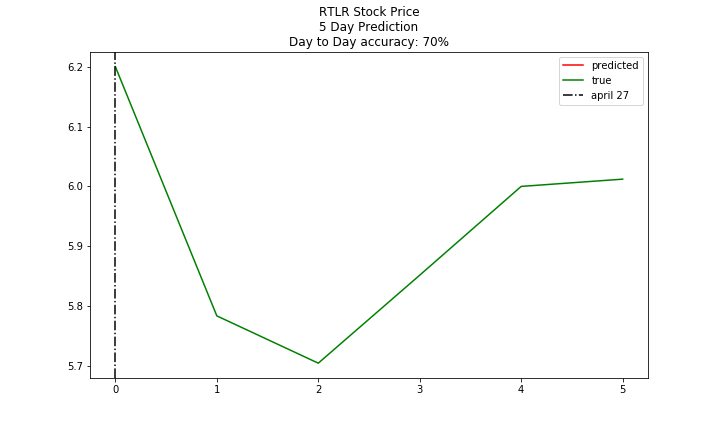 RTLR Stock Price
5 Day Prediction
Day to Day accuracy: 70%
predicted
true
april 27
6.2
6.1
6.0
5.9
5.8
5.7
0 1 2 3 4 5